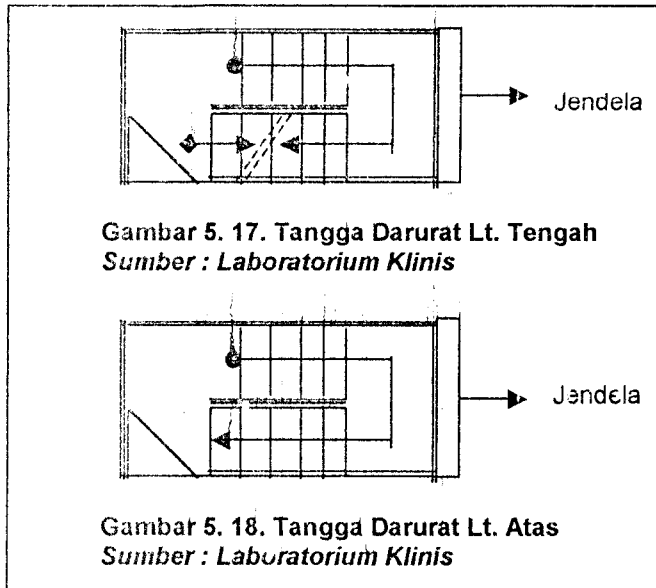 Jendela
Gambar 5. 17. Tangga Darurat Lt. Tengah
Sumber : Laboratorium Klinis
Jendela
Gambar 5. 18. Tangga Darurat Lt. Atas
Sumber : Laboratorium Klinis